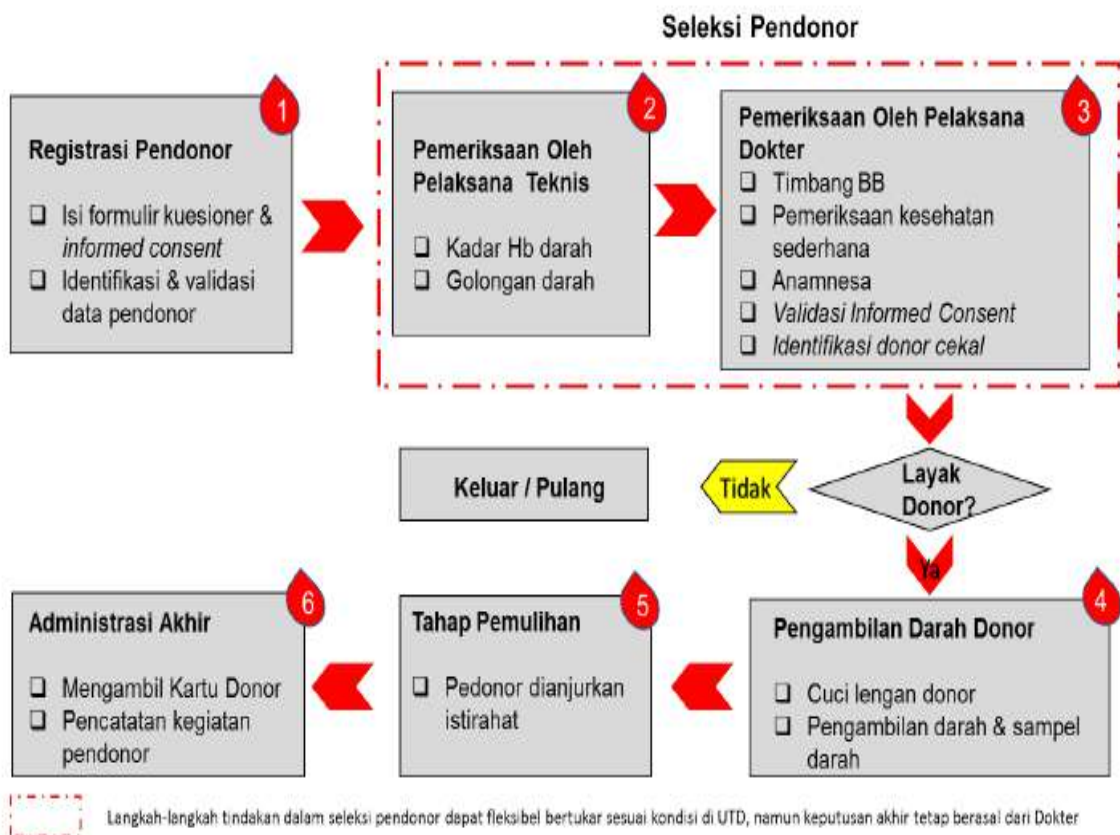 Seleksi Pendonor
1
Registrasi Pendonor
❑ Isi formulir kuesioner &
informed consent
❑ Identifikasi & validasi
data pendonor
2
Pemeriksaan Oleh
Pelaksana Teknis
❑ Kadar Hb darah
❑ Golongan darah
3
Pemeriksaan Oleh Pelaksana
Dokter
❑ Timbang BB
❑ Pemeriksaan kesehatan
sederhana
❑ Anamnesa
❑ Validasi Informed Consent
❑ Identifikasi donor cekal
Layak
Donor?
Tidak
Keluar / Pulang
Ya
4
Pengambilan Darah Donor
❑ Cuci lengan donor
❑ Pengambilan darah & sampel
darah
5
Tahap Pemulihan
❑ Pedonor dianjurkan
istirahat
6
Administrasi Akhir
❑ Mengambil Kartu Donor
❑ Pencatatan kegiatan
pendonor
Langkah-langkah tindakan dalam seleksi pendonor dapat fleksibel bertukar sesuai kondisi di UTD, namun keputusan akhir tetap berasal dari Dokter